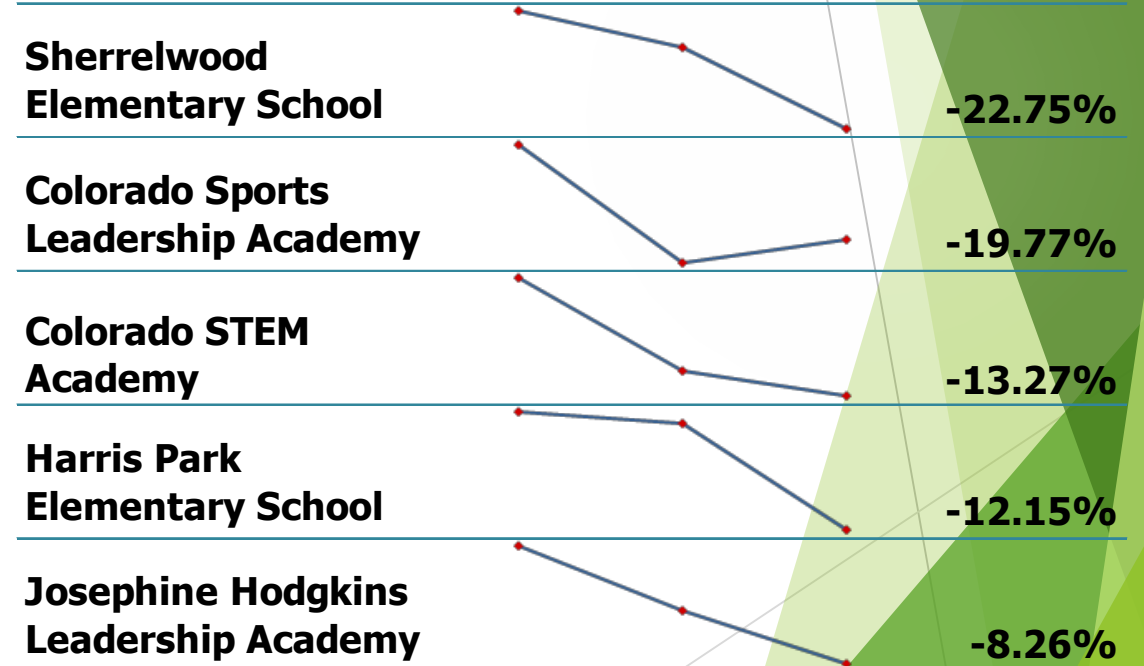 Sherrelwood
Elementary School
-22.75%
Colorado Sports
Leadership Academy
-19.77%
Colorado STEM
Academy
-13.27%
Harris Park
Elementary School
-12.15%
Josephine Hodgkins
Leadership Academy
-8.26%